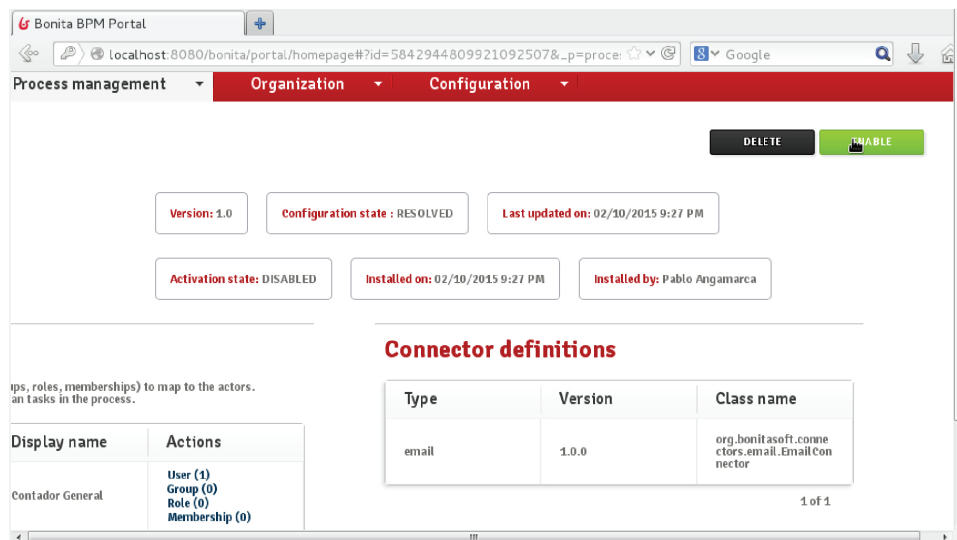 Bonita BPM Portal
localhost:8080/bonita/portal/homepage#?id=5842944809921092507&_p=proce:
8 Google
Process management Organization Configuration
DELETE ENABLE
Version: 1.0 Configuration state : RESOLVED Last updated on: 02/10/2015 9:27 PM
Activation state: DISABLED Installed on: 02/10/2015 9:27 PM Installed by: Pablo Angamarca
Connector definitions
ups, roles, memberships) to map to the actors.
an tasks in the process.
Type Version Class name
email 1.0.0 org.bonitasoft.conne
ctors.email.EmailCon
nector
1 of 1
Display name Actions
Contador General
User (1)
Group (0)
Role (0)
Membership (0)